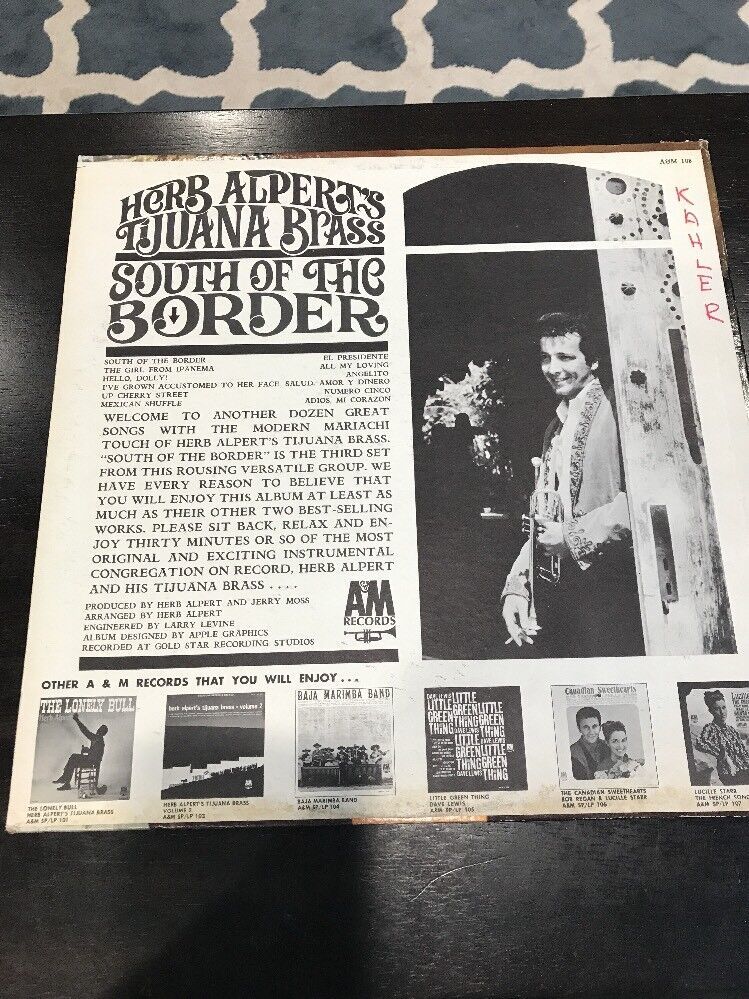 A&M 108
HERB ALPERT'S
TIJUANA BRASS
SOUTH OF THE
BORDER
SOUTH OF THE BORDER
THE GIRL FROM IPANEMA
HELLO, DOLLY!
I'VE GROWN ACCUSTOMED TO HER FACE
UP CHERRY STREET
MEXICAN SHUFFLE
EL PRESIDENTE
ALL MY LOVING
ANGELITO
SALUD, AMOR Y DINERO
NUMERO CINCO
ADIOS, MI CORAZON
WELCOME TO ANOTHER DOZEN GREAT
SONGS WITH THE MODERN MARIACHI
TOUCH OF HERB ALPERT'S TIJUANA BRASS.
"SOUTH OF THE BORDER" IS THE THIRD SET
FROM THIS ROUSING VERSATILE GROUP. WE
HAVE EVERY REASON TO BELIEVE THAT
YOU WILL ENJOY THIS ALBUM AT LEAST AS
MUCH AS THEIR OTHER TWO BEST-SELLING
WORKS. PLEASE SIT BACK, RELAX AND EN-
JOY THIRTY MINUTES OR SO OF THE MOST
ORIGINAL AND EXCITING INSTRUMENTAL
CONGREGATION ON RECORD, HERB ALPERT
AND HIS TIJUANA BRASS . . . .
PRODUCED BY HERB ALPERT AND JERRY MOSS
ARRANGED BY HERB ALPERT
ENGINEERED BY LARRY LEVINE
ALBUM DESIGNED BY APPLE GRAPHICS
RECORDED AT GOLD STAR RECORDING STUDIOS
A&M
RECORDS
KAHLER
OTHER A & M RECORDS THAT YOU WILL ENJOY . . .
THE LONELY BULL
Herb Alpert
THE LONELY BULL
HERB ALPERT'S TIJUANA BRASS
A&M SP/LP 101
herb alpert's tijuana brass • volume 2
HERB ALPERT'S TIJUANA BRASS
VOLUME 2
A&M SP/LP 103
BAJA MARIMBA BAND
BAJA MARIMBA BAND
A&M SP/LP 104
DAVE LEWIS
LITTLE
GREEN
THING
LITTLE GREEN THING
DAVE LEWIS
A&M SP/LP 105
Canadian Sweethearts
THE CANADIAN SWEETHEARTS
BOB REGAN & LUCILLE STARR
A&M SP/LP 106
LUCILLE STARR
THE FRENCH SONG
A&M SP/LP 107